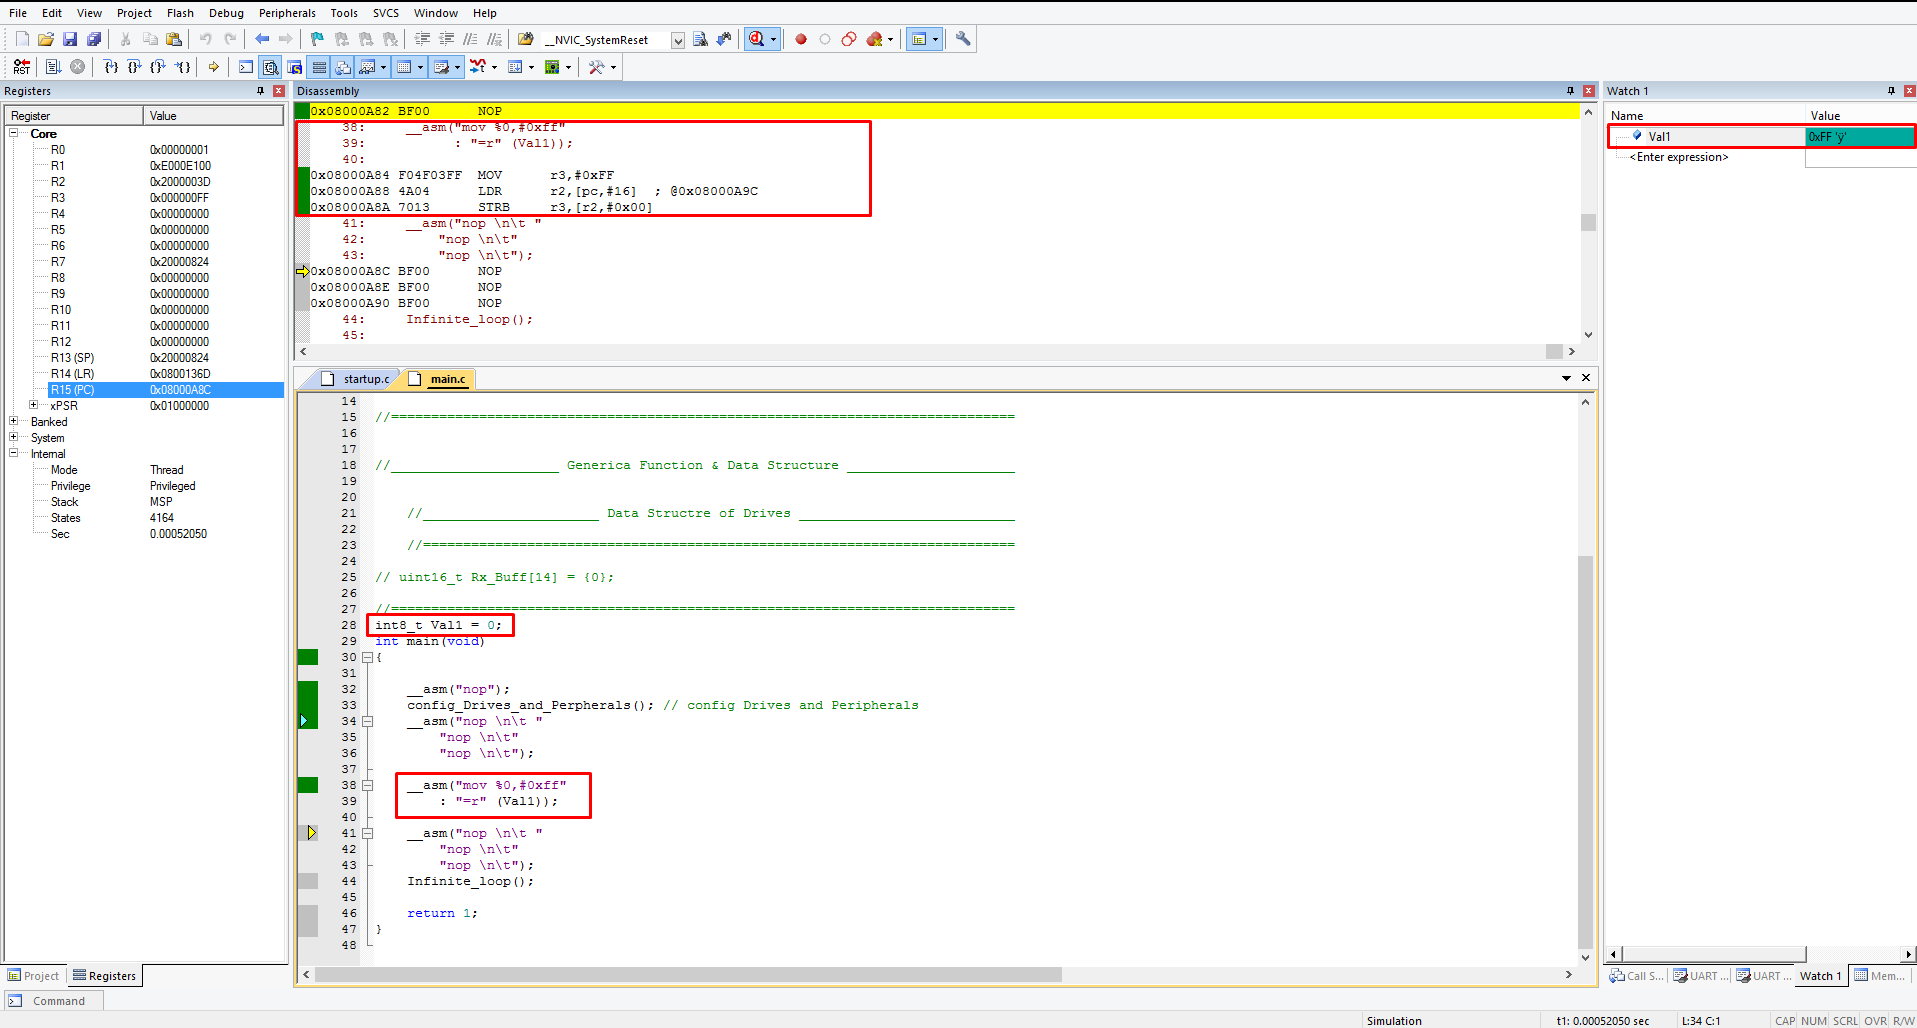 File Edit View Project Flash Debug Peripherals Tools SVCS Window Help
__NVIC_SystemReset
RST
Registers
Register Value
Core
R0 0x00000001
R1 0xE000E100
R2 0x2000003D
R3 0x000000FF
R4 0x00000000
R5 0x00000000
R6 0x00000000
R7 0x20000824
R8 0x00000000
R9 0x00000000
R10 0x00000000
R11 0x00000000
R12 0x00000000
R13 (SP) 0x20000824
R14 (LR) 0x0800136D
R15 (PC) 0x08000A8C
xPSR 0x01000000
Banked
System
Internal
Mode Thread
Privilege Privileged
Stack MSP
States 4164
Sec 0.00052050
Project Registers
Command
Disassembly
0x08000A82 BF00 NOP
38: __asm("mov %0,#0xff"
39: : "=r" (Val1));
40:
0x08000A84 F04F03FF MOV r3,#0xFF
0x08000A88 4A04 LDR r2,[pc,#16] ; @0x08000A9C
0x08000A8A 7013 STRB r3,[r2,#0x00]
41: __asm("nop \n\t "
42: "nop \n\t"
43: "nop \n\t");
0x08000A8C BF00 NOP
0x08000A8E BF00 NOP
0x08000A90 BF00 NOP
44: Infinite_loop();
45:
startup.c main.c
14
15 //==============================================================================
16
17
18 //_____________________ Generica Function & Data Structure _____________________
19
20
21 //______________________ Data Structre of Drives ___________________________
22
23 //==========================================================================
24
25 // uint16_t Rx_Buff[14] = {0};
26
27 //==============================================================================
28 int8_t Val1 = 0;
29 int main(void)
30 {
31
32 __asm("nop");
33 config_Drives_and_Perpherals(); // config Drives and Peripherals
34 __asm("nop \n\t "
35 "nop \n\t"
36 "nop \n\t");
37
38 __asm("mov %0,#0xff"
39 : "=r" (Val1));
40
41 __asm("nop \n\t "
42 "nop \n\t"
43 "nop \n\t");
44 Infinite_loop();
45
46 return 1;
47 }
48
Watch 1
Name Value
Val1 0xFF 'ÿ'
<Enter expression>
Call S... UART ... UART ... Watch 1 Mem...
Simulation t1: 0.00052050 sec L:34 C:1 CAP NUM SCRL OVR R/W